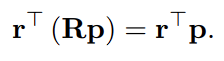 r⊤ (Rp) = r⊤p.